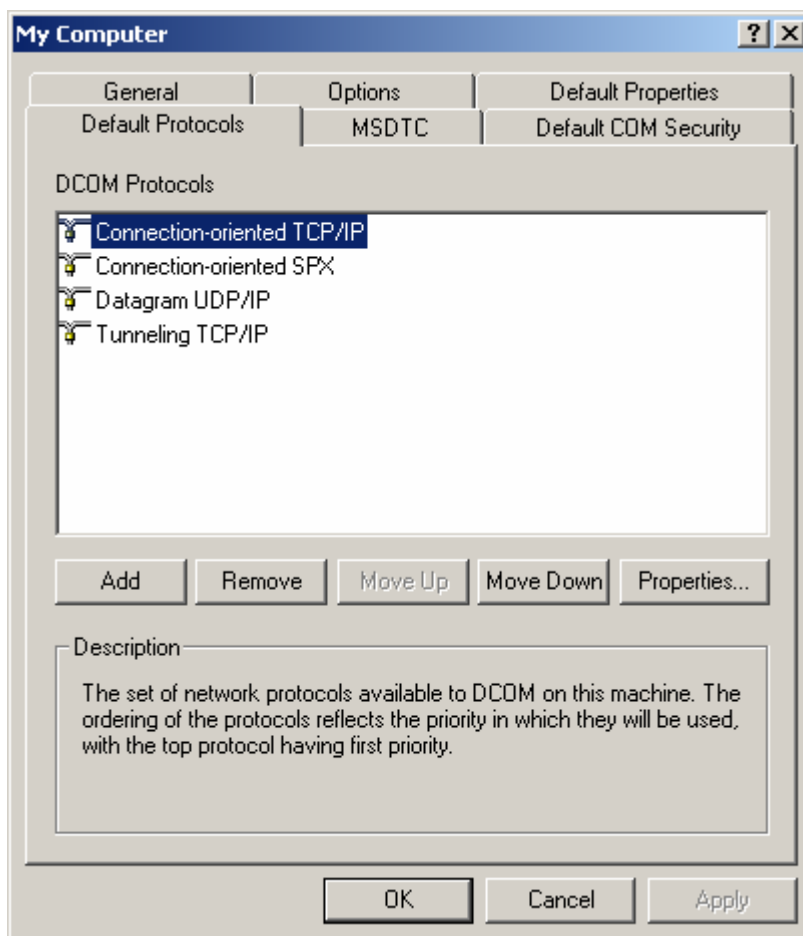 My Computer
General Options Default Properties
Default Protocols MSDTC Default COM Security
DCOM Protocols
Connection-oriented TCP/IP
Connection-oriented SPX
Datagram UDP/IP
Tunneling TCP/IP
Add Remove Move Up Move Down Properties...
Description
The set of network protocols available to DCOM on this machine. The
ordering of the protocols reflects the priority in which they will be used,
with the top protocol having first priority.
OK Cancel Apply